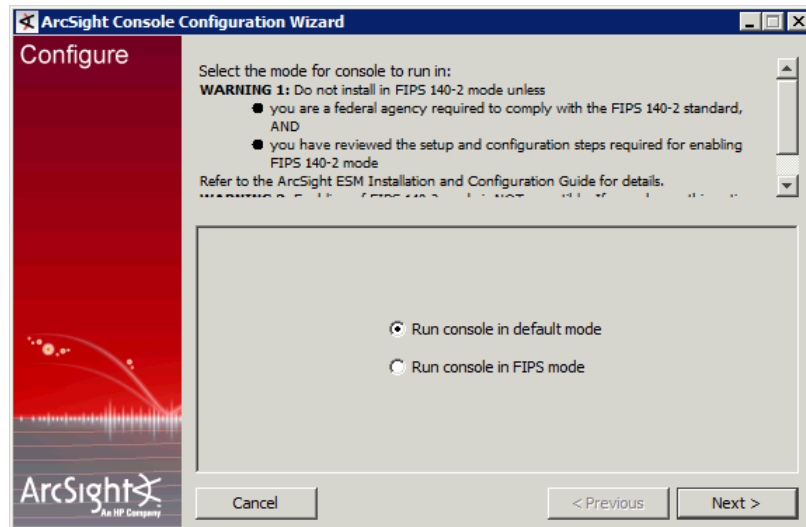 ArcSight Console Configuration Wizard
Configure
Select the mode for console to run in:
WARNING 1: Do not install in FIPS 140-2 mode unless
● you are a federal agency required to comply with the FIPS 140-2 standard,
AND
● you have reviewed the setup and configuration steps required for enabling
FIPS 140-2 mode
Refer to the ArcSight ESM Installation and Configuration Guide for details.
Run console in default mode
Run console in FIPS mode
ArcSight
An HP Company
Cancel
< Previous
Next >